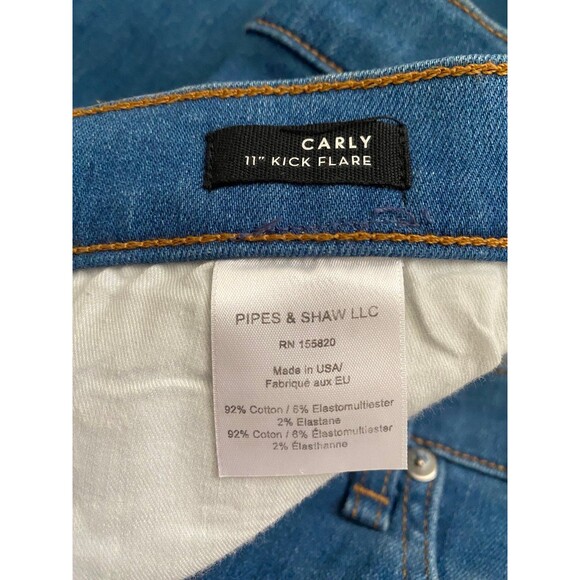 CARLY
11" KICK FLARE
PIPES & SHAW LLC
RN 155820
Made in USA/
Fabriqué aux EU
92% Cotton / 6% Elastomultiester
2% Elastane
92% Cotton / 6% Élastomultiester
2% Élasthanne